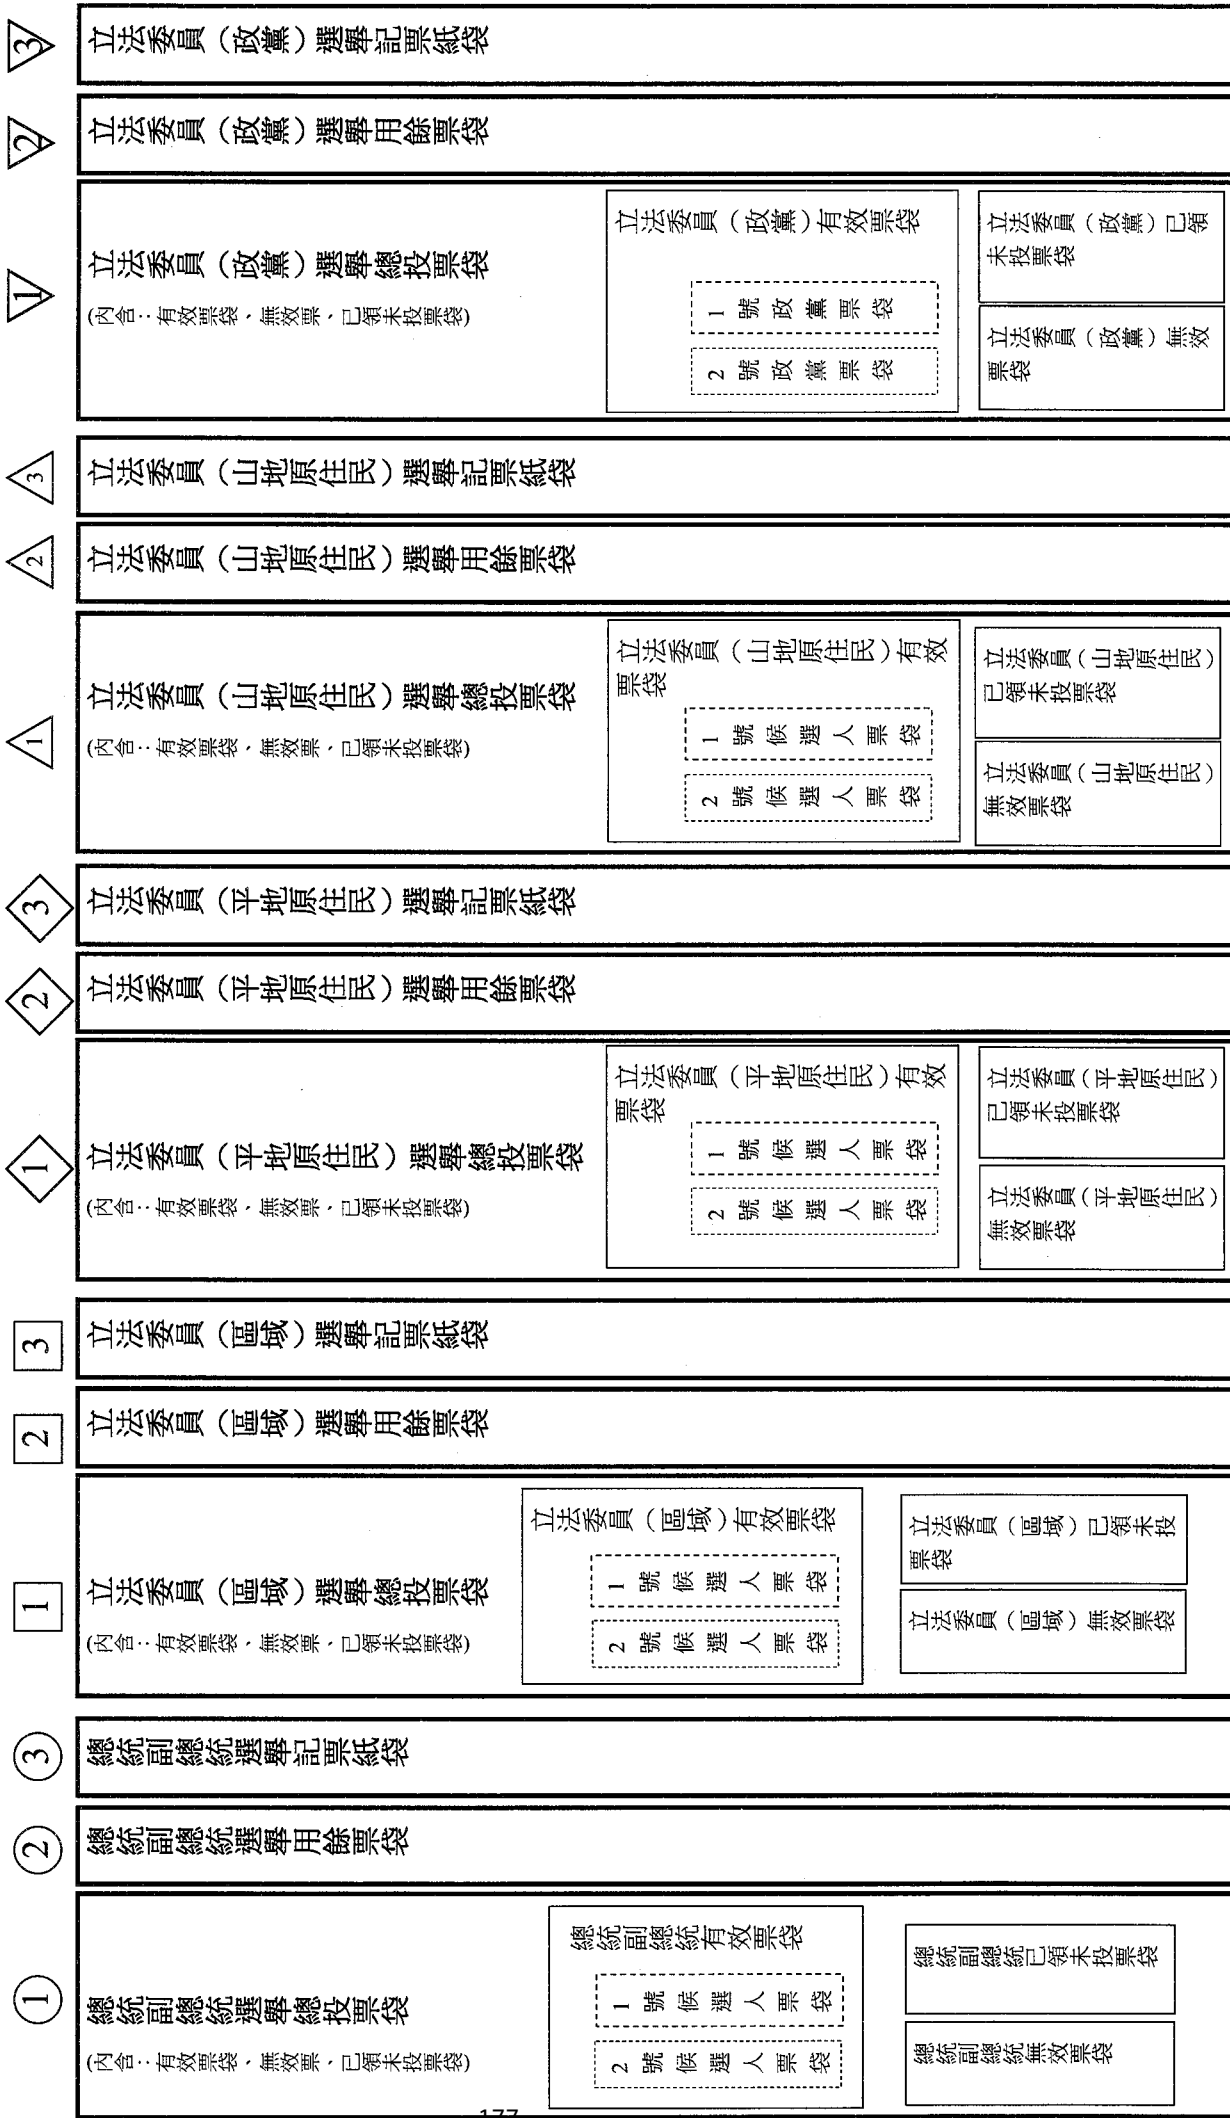 ①
總統副總統選舉總投票袋
(內含：有效票袋、無效票、已領未投票袋)
總統副總統有效票袋
1 號候選人票袋
2 號候選人票袋
總統副總統已領未投票袋
總統副總統無效票袋
②
總統副總統選舉用餘票袋
③
總統副總統選舉記票紙袋
1
立法委員（區域）選舉總投票袋
(內含：有效票袋、無效票、已領未投票袋)
立法委員（區域）有效票袋
1 號候選人票袋
2 號候選人票袋
立法委員（區域）已領未投
票袋
立法委員（區域）無效票袋
2
立法委員（區域）選舉用餘票袋
3
立法委員（區域）選舉記票紙袋
1
立法委員（平地原住民）選舉總投票袋
(內含：有效票袋、無效票、已領未投票袋)
立法委員（平地原住民）有效
票袋
1 號候選人票袋
2 號候選人票袋
立法委員（平地原住民）
已領未投票袋
立法委員（平地原住民）
無效票袋
2
立法委員（平地原住民）選舉用餘票袋
3
立法委員（平地原住民）選舉記票紙袋
1
立法委員（山地原住民）選舉總投票袋
(內含：有效票袋、無效票、已領未投票袋)
立法委員（山地原住民）有效
票袋
1 號候選人票袋
2 號候選人票袋
立法委員（山地原住民）
已領未投票袋
立法委員（山地原住民）
無效票袋
2
立法委員（山地原住民）選舉用餘票袋
3
立法委員（山地原住民）選舉記票紙袋
1
立法委員（政黨）選舉總投票袋
(內含：有效票袋、無效票、已領未投票袋)
立法委員（政黨）有效票袋
1 號政黨票袋
2 號政黨票袋
立法委員（政黨）已領
未投票袋
立法委員（政黨）無效
票袋
2
立法委員（政黨）選舉用餘票袋
3
立法委員（政黨）選舉記票紙袋
177